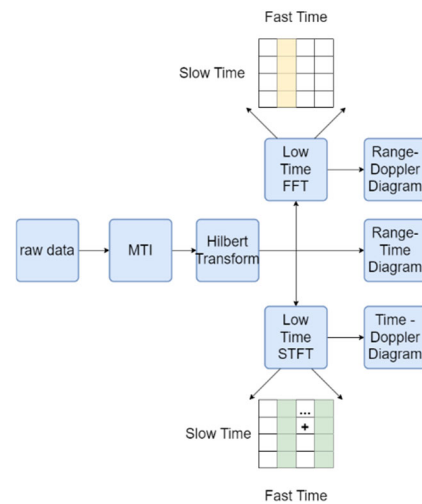 Fast Time
Slow Time
Low
Time
FFT
Range-
Doppler
Diagram
raw data
MTI
Hilbert
Transform
Range-
Time
Diagram
Low
Time
STFT
Time -
Doppler
Diagram
...
+
Slow Time
Fast Time